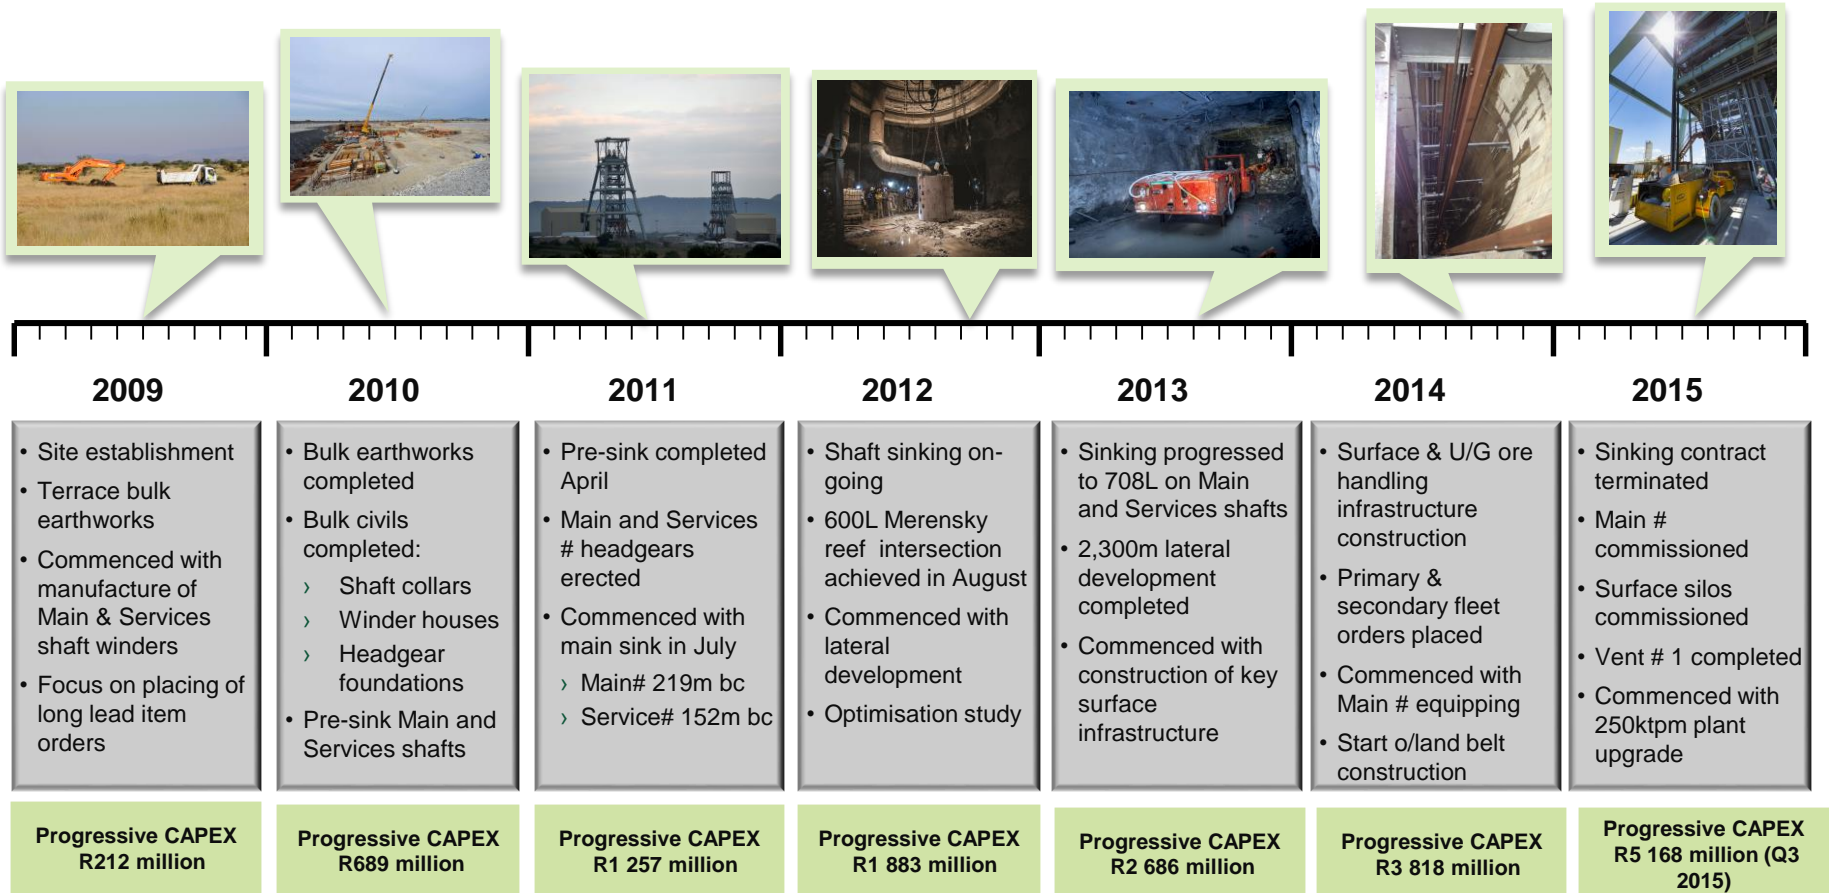 2009
2010
2011
2012
2013
2014
2015
• Site establishment
• Terrace bulk
earthworks
• Commenced with
manufacture of
Main & Services
shaft winders
• Focus on placing of
long lead item
orders
• Bulk earthworks
completed
• Bulk civils
completed:
› Shaft collars
› Winder houses
› Headgear
foundations
• Pre-sink Main and
Services shafts
• Pre-sink completed
April
• Main and Services
# headgears
erected
• Commenced with
main sink in July
› Main# 219m bc
› Service# 152m bc
• Shaft sinking on-
going
• 600L Merensky
reef intersection
achieved in August
• Commenced with
lateral
development
• Optimisation study
• Sinking progressed
to 708L on Main
and Services shafts
• 2,300m lateral
development
completed
• Commenced with
construction of key
surface
infrastructure
• Surface & U/G ore
handling
infrastructure
construction
• Primary &
secondary fleet
orders placed
• Commenced with
Main # equipping
• Start o/land belt
construction
• Sinking contract
terminated
• Main #
commissioned
• Surface silos
commissioned
• Vent # 1 completed
• Commenced with
250ktpm plant
upgrade
Progressive CAPEX
R212 million
Progressive CAPEX
R689 million
Progressive CAPEX
R1 257 million
Progressive CAPEX
R1 883 million
Progressive CAPEX
R2 686 million
Progressive CAPEX
R3 818 million
Progressive CAPEX
R5 168 million (Q3
2015)